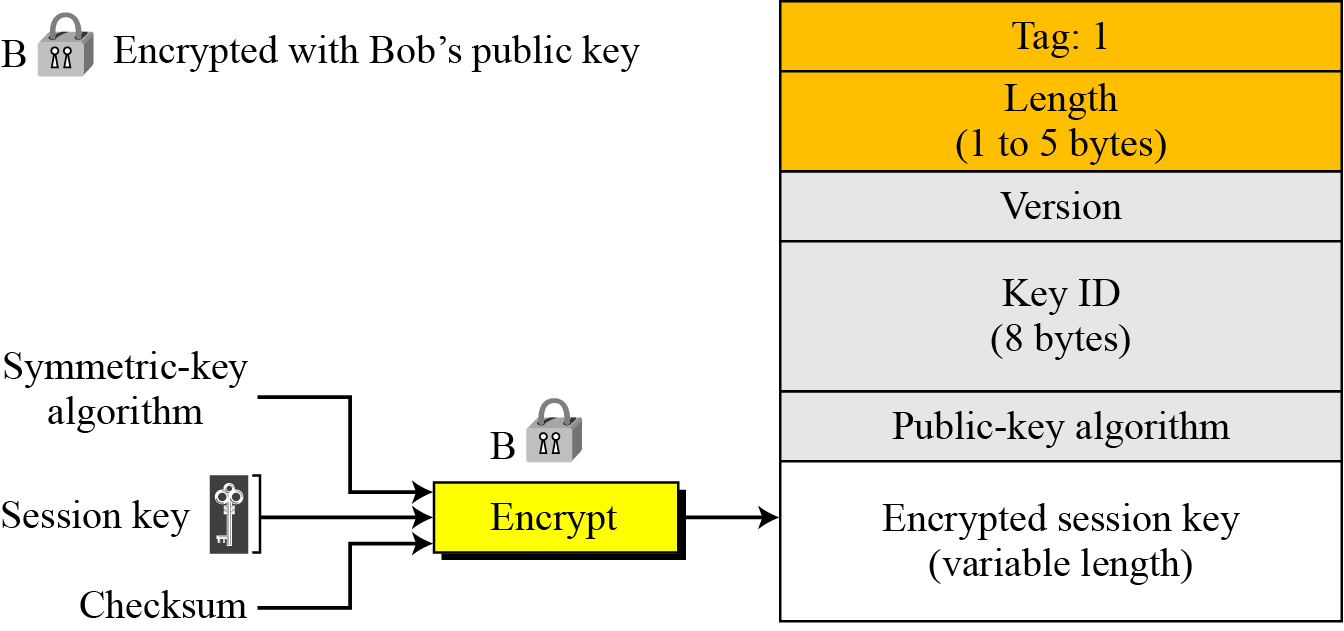 B Encrypted with Bob’s public key
Tag: 1
Length
(1 to 5 bytes)
Version
Key ID
(8 bytes)
Public-key algorithm
Encrypted session key
(variable length)
Symmetric-key
algorithm
Session key
Checksum
B
Encrypt